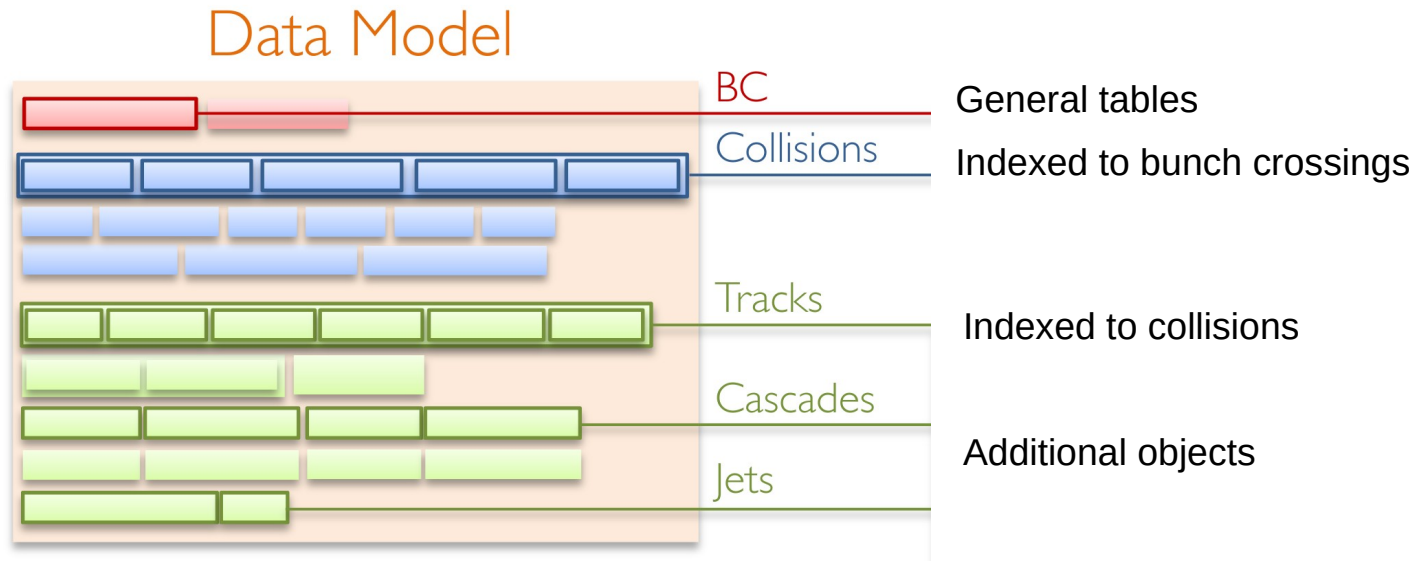 Data Model
BC
General tables
Collisions
Indexed to bunch crossings
Tracks
Indexed to collisions
Cascades
Additional objects
Jets